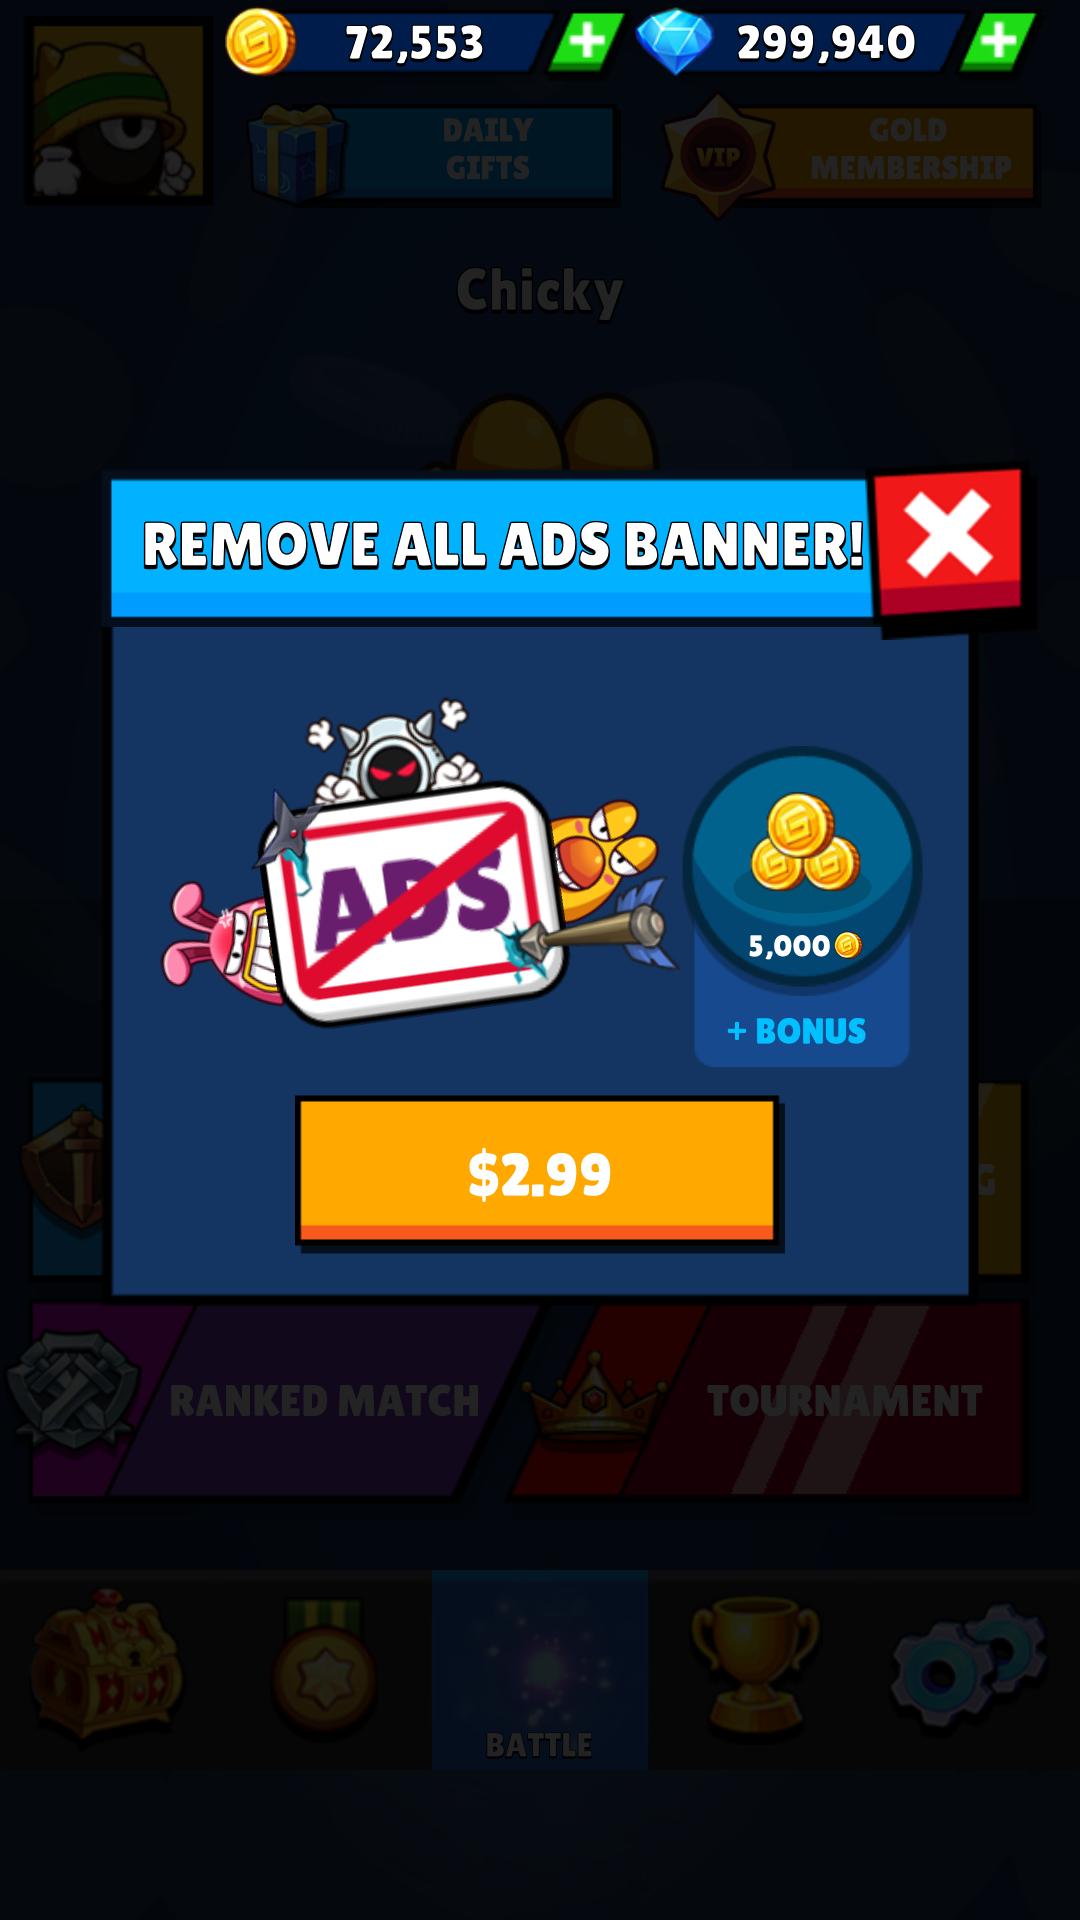 72,553
299,940
DAILY
GIFTS
VIP
GOLD
MEMBERSHIP
Chicky
REMOVE ALL ADS BANNER!
ADS
5,000
+ BONUS
$2.99
G
RANKED MATCH
TOURNAMENT
BATTLE